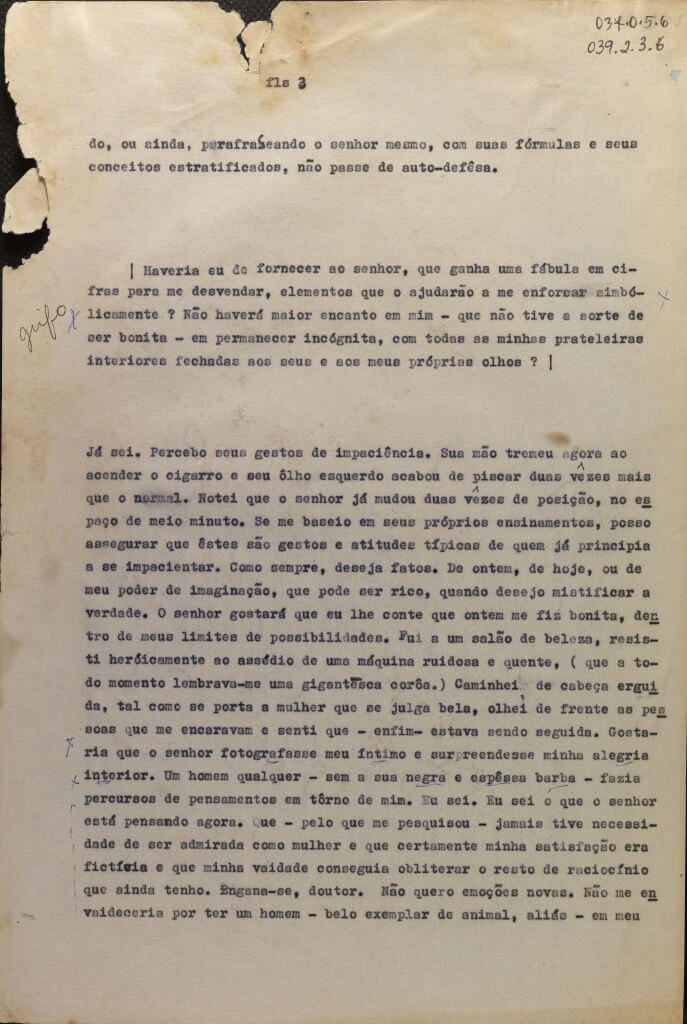 034.0.5.6
039.2.3.6
fls 3
do, ou ainda, parafraseando o senhor mesmo, com suas fórmulas e seus
conceitos estratificados, não passe de auto-defêsa.
| Haveria eu de fornecer ao senhor, que ganha uma fábula em ci-
fras para me desvendar, elementos que o ajudarão a me enforcar simbó-
licamente ? Não haverá maior encanto em mim - que não tive a sorte de
grifo
ser bonita - em permanecer incógnita, com todas as minhas prateleiras
interiores fechadas aos seus e aos meus próprias olhos ? |
Já sei. Percebo seus gestos de impaciência. Sua mão tremeu agora ao
acender o cigarro e seu ôlho esquerdo acabou de piscar duas vêzes mais
que o normal. Notei que o senhor já mudou duas vêzes de posição, no es
paço de meio minuto. Se me baseio em seus próprios ensinamentos, posso
assegurar que êstes são gestos e atitudes típicas de quem já principia
a se impacientar. Como sempre, deseja fatos. De ontem, de hoje, ou de
meu poder de imaginação, que pode ser rico, quando desejo mistificar a
verdade. O senhor gostará que eu lhe conte que ontem me fiz bonita, den
tro de meus limites de possibilidades. Fui a um salão de beleza, resis-
ti heróicamente ao assédio de uma máquina ruidosa e quente, ( que a to-
do momento lembrava-me uma gigantêsca corôa.) Caminhei de cabeça ergui
da, tal como se porta a mulher que se julga bela, olhei de frente as pes
soas que me encaravam e senti que - enfim- estava sendo seguida. Gosta-
ria que o senhor fotografasse meu íntimo e surpreendesse minha alegria
interior. Um homem qualquer - sem a sua negra e espêssa barba - fazia
percursos de pensamentos em tôrno de mim. Eu sei. Eu sei o que o senhor
está pensando agora. Que - pelo que me pesquisou - jamais tive necessi-
dade de ser admirada como mulher e que certamente minha satisfação era
fictícia e que minha vaidade conseguia obliterar o resto de raciocínio
que ainda tenho. Engana-se, doutor. Não quero emoções novas. Não me en
vaideceria por ter um homem - belo exemplar de animal, aliás - em meu